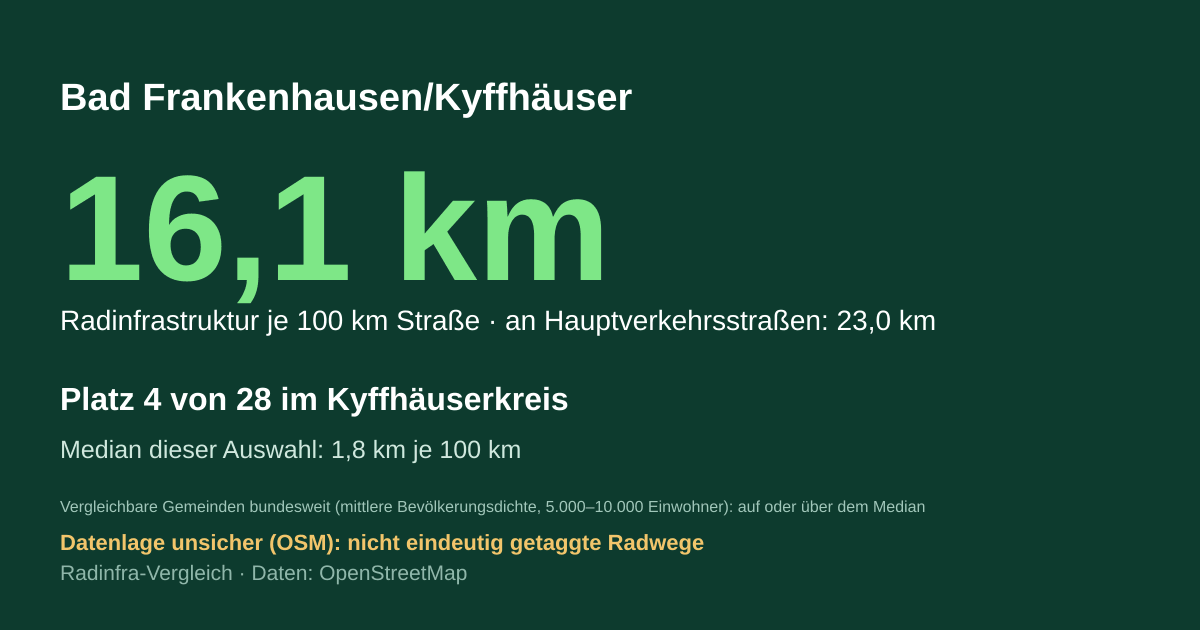 Bad Frankenhausen/Kyffhäuser
16,1 km
Radinfrastruktur je 100 km Straße · an Hauptverkehrsstraßen: 23,0 km
Platz 4 von 28 im Kyffhäuserkreis
Median dieser Auswahl: 1,8 km je 100 km
Vergleichbare Gemeinden bundesweit (mittlere Bevölkerungsdichte, 5.000–10.000 Einwohner): auf oder über dem Median
Datenlage unsicher (OSM): nicht eindeutig getaggte Radwege
Radinfra-Vergleich · Daten: OpenStreetMap